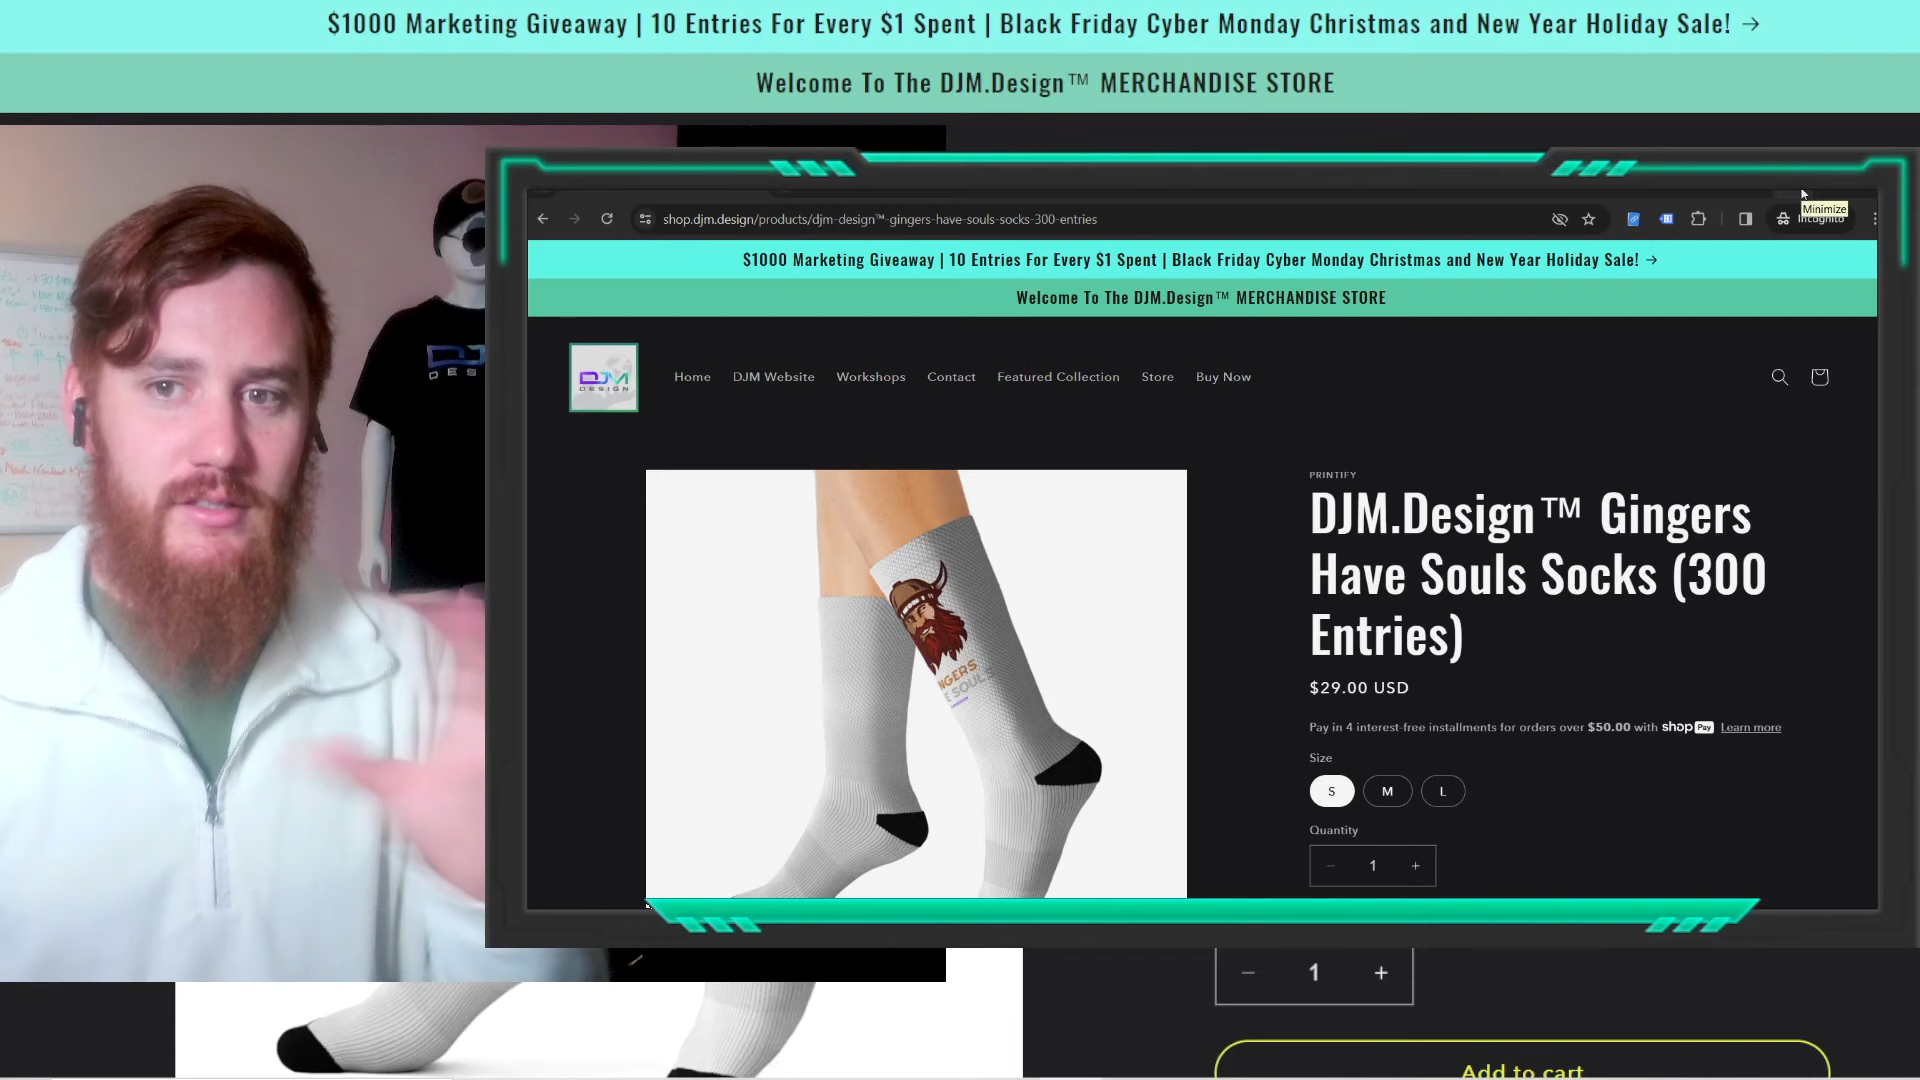 $1000 Marketing Giveaway | 10 Entries For Every $1 Spent | Black Friday Cyber Monday Christmas and New Year Holiday Sale! →
Welcome To The DJM.Design™ MERCHANDISE STORE
shop.djm.design/products/djm-design™-gingers-have-souls-socks-300-entries
Minimize
Incognito
$1000 Marketing Giveaway | 10 Entries For Every $1 Spent | Black Friday Cyber Monday Christmas and New Year Holiday Sale! →
Welcome To The DJM.Design™ MERCHANDISE STORE
DJM
DESIGN
Home
DJM Website
Workshops
Contact
Featured Collection
Store
Buy Now
PRINTIFY
DJM.Design™ Gingers
Have Souls Socks (300
Entries)
$29.00 USD
Pay in 4 interest-free installments for orders over $50.00 with shop Pay Learn more
Size
S
M
L
Quantity
− 1 +
− 1 +
Add to cart